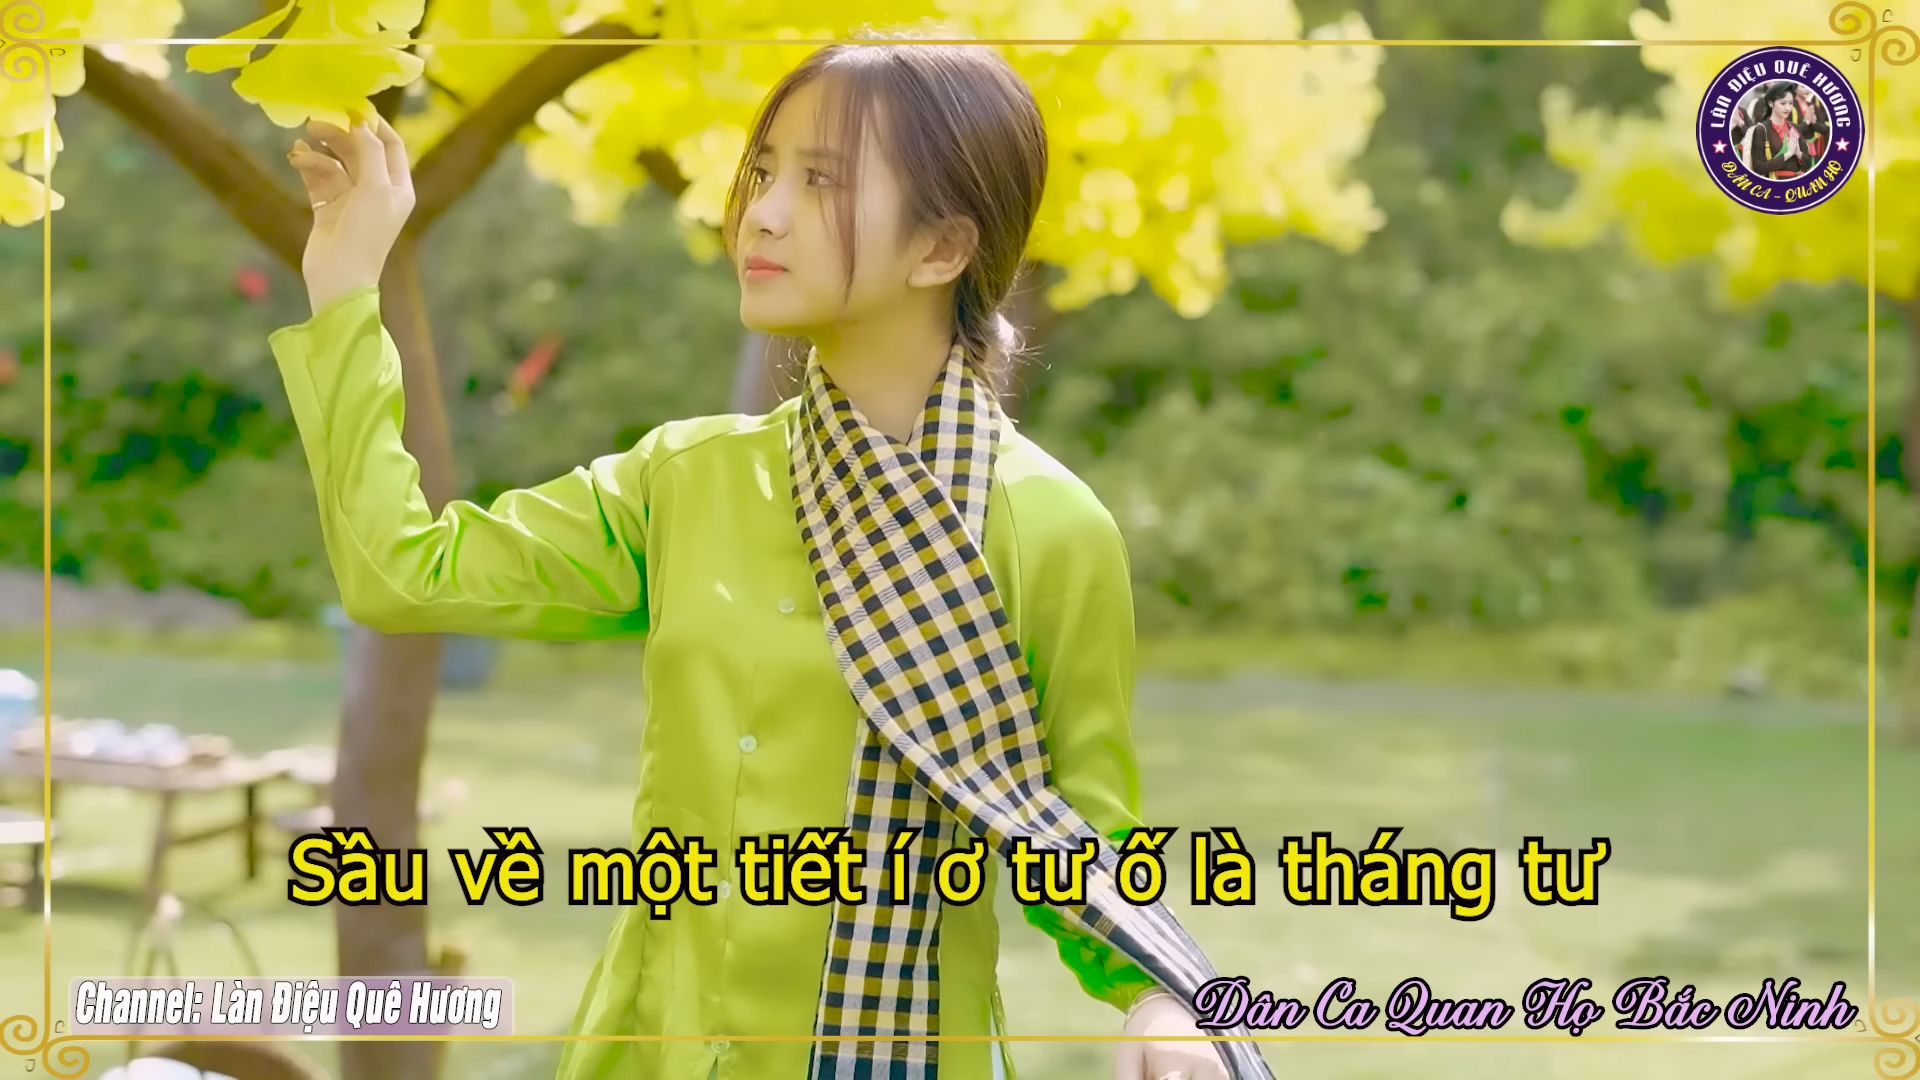 LÀN ĐIỆU QUÊ HƯƠNG
DÂN CA - QUAN HỌ
Sầu về một tiết í ơ tư ố là tháng tư
Channel: Làn Điệu Quê Hương
Dân Ca Quan Họ Bắc Ninh